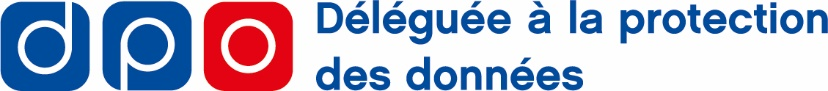 dpo
Déléguée à la protection
des données